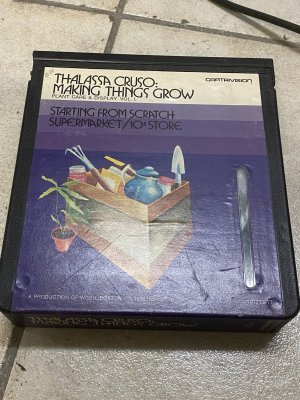 THALASSA CRUSO:
MAKING THINGS GROW
PLANT CARE & DISPLAY VOL. I
CARTRIVISION
STARTING FROM SCRATCH
SUPERMARKET/10¢ STORE
A PRODUCTION OF WGBH, BOSTON
THALASSA CRUSO:
MAKING THINGS GROW